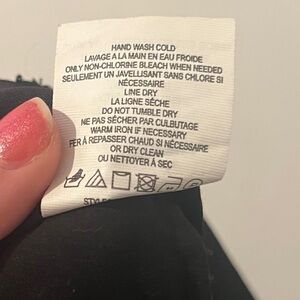 HAND WASH COLD
LAVAGE A LA MAIN EN EAU FROIDE
ONLY NON-CHLORINE BLEACH WHEN NEEDED
SEULEMENT UN JAVELLISANT SANS CHLORE SI
NÉCESSAIRE
LINE DRY
LA LIGNE SÈCHE
DO NOT TUMBLE DRY
NE PAS SÉCHER PAR CULBUTAGE
WARM IRON IF NECESSARY
FER À REPASSER CHAUD SI NÉCESSAIRE
OR DRY CLEAN
OU NETTOYER À SEC